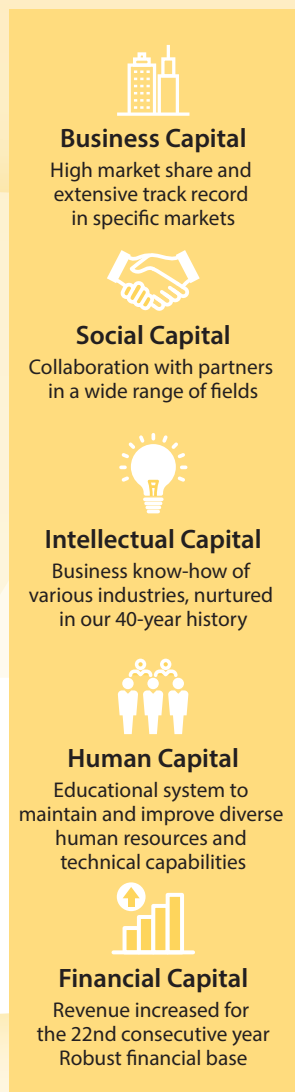 Business Capital
High market share and
extensive track record
in specific markets
Social Capital
Collaboration with partners
in a wide range of fields
Intellectual Capital
Business know-how of
various industries, nurtured
in our 40-year history
Human Capital
Educational system to
maintain and improve diverse
human resources and
technical capabilities
Financial Capital
Revenue increased for
the 22nd consecutive year
Robust financial base